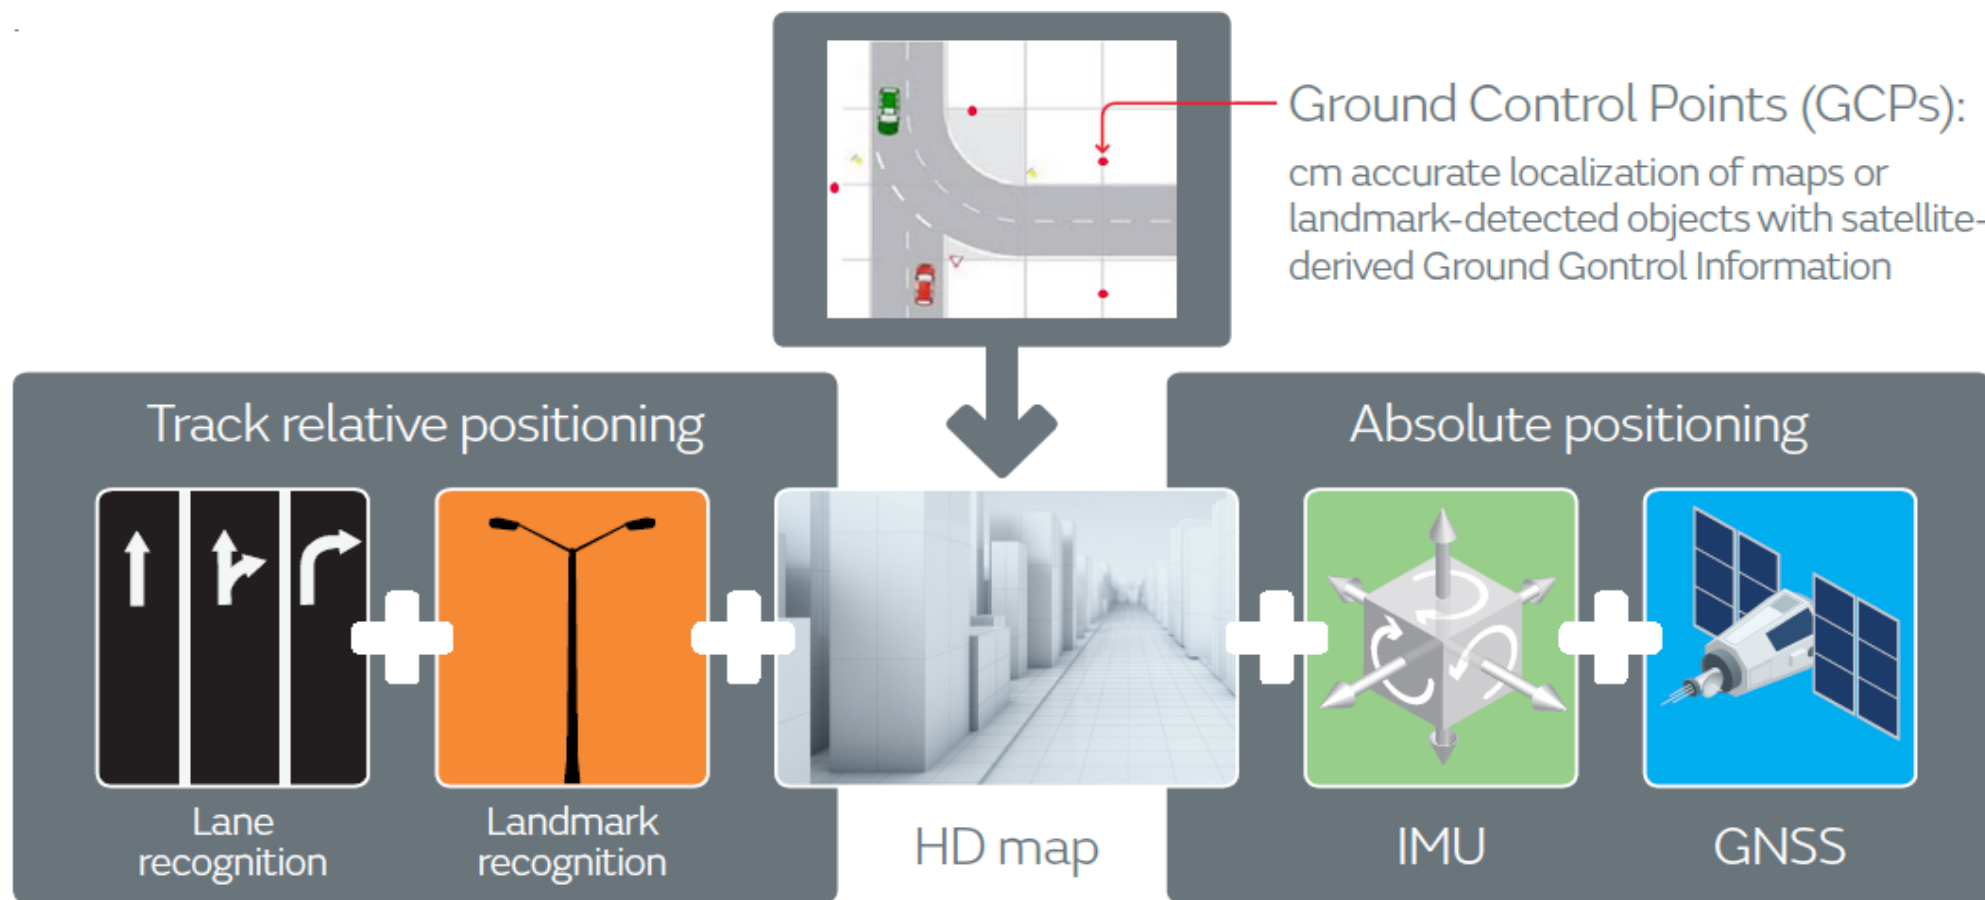 Ground Control Points (GCPs):
cm accurate localization of maps or
landmark-detected objects with satellite-
derived Ground Gontrol Information
Track relative positioning
Absolute positioning
Lane
recognition
Landmark
recognition
HD map
IMU
GNSS